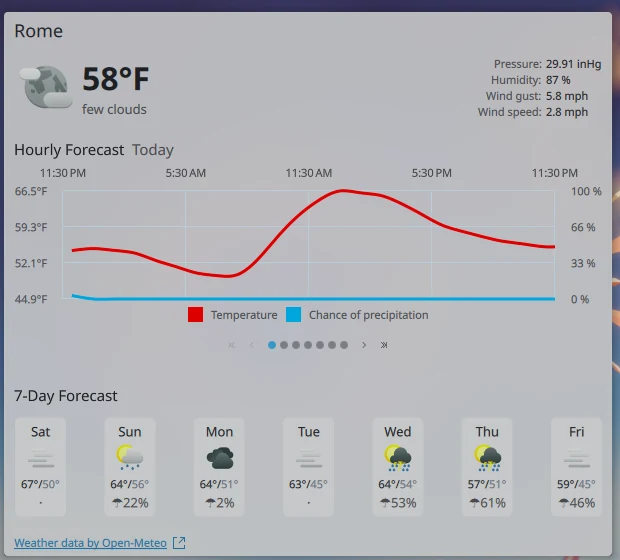 Rome
58°F
few clouds
Pressure: 29.91 inHg
Humidity: 87 %
Wind gust: 5.8 mph
Wind speed: 2.8 mph
Hourly Forecast Today
11:30 PM 5:30 AM 11:30 AM 5:30 PM 11:30 PM
66.5°F 100 %
59.3°F 66 %
52.1°F 33 %
44.9°F 0 %
Temperature Chance of precipitation
7-Day Forecast
Sat Sun Mon Tue Wed Thu Fri
67°/50° 64°/56° 64°/51° 63°/45° 64°/54° 57°/51° 59°/45°
· ☂22% ☂2% · ☂53% ☂61% ☂46%
Weather data by Open-Meteo